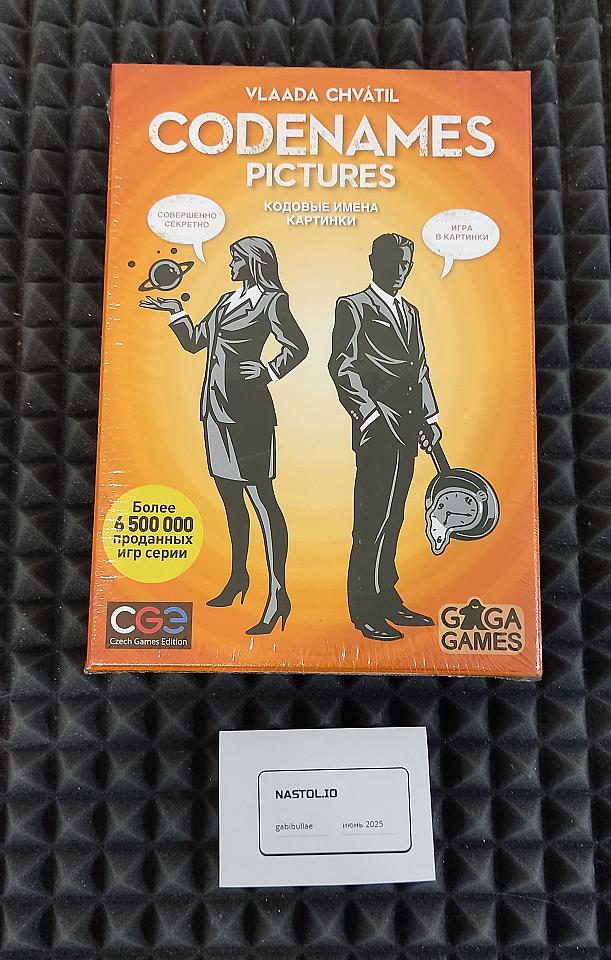 VLAADA CHVÁTIL
CODENAMES
PICTURES
КОДОВЫЕ ИМЕНА
КАРТИНКИ
СОВЕРШЕННО
СЕКРЕТНО
ИГРА
В КАРТИНКИ
Более
6 500 000
проданных
игр серии
CGE
Czech Games Edition
GAGA
GAMES
NASTOL.IO
gabibullae
июнь 2025